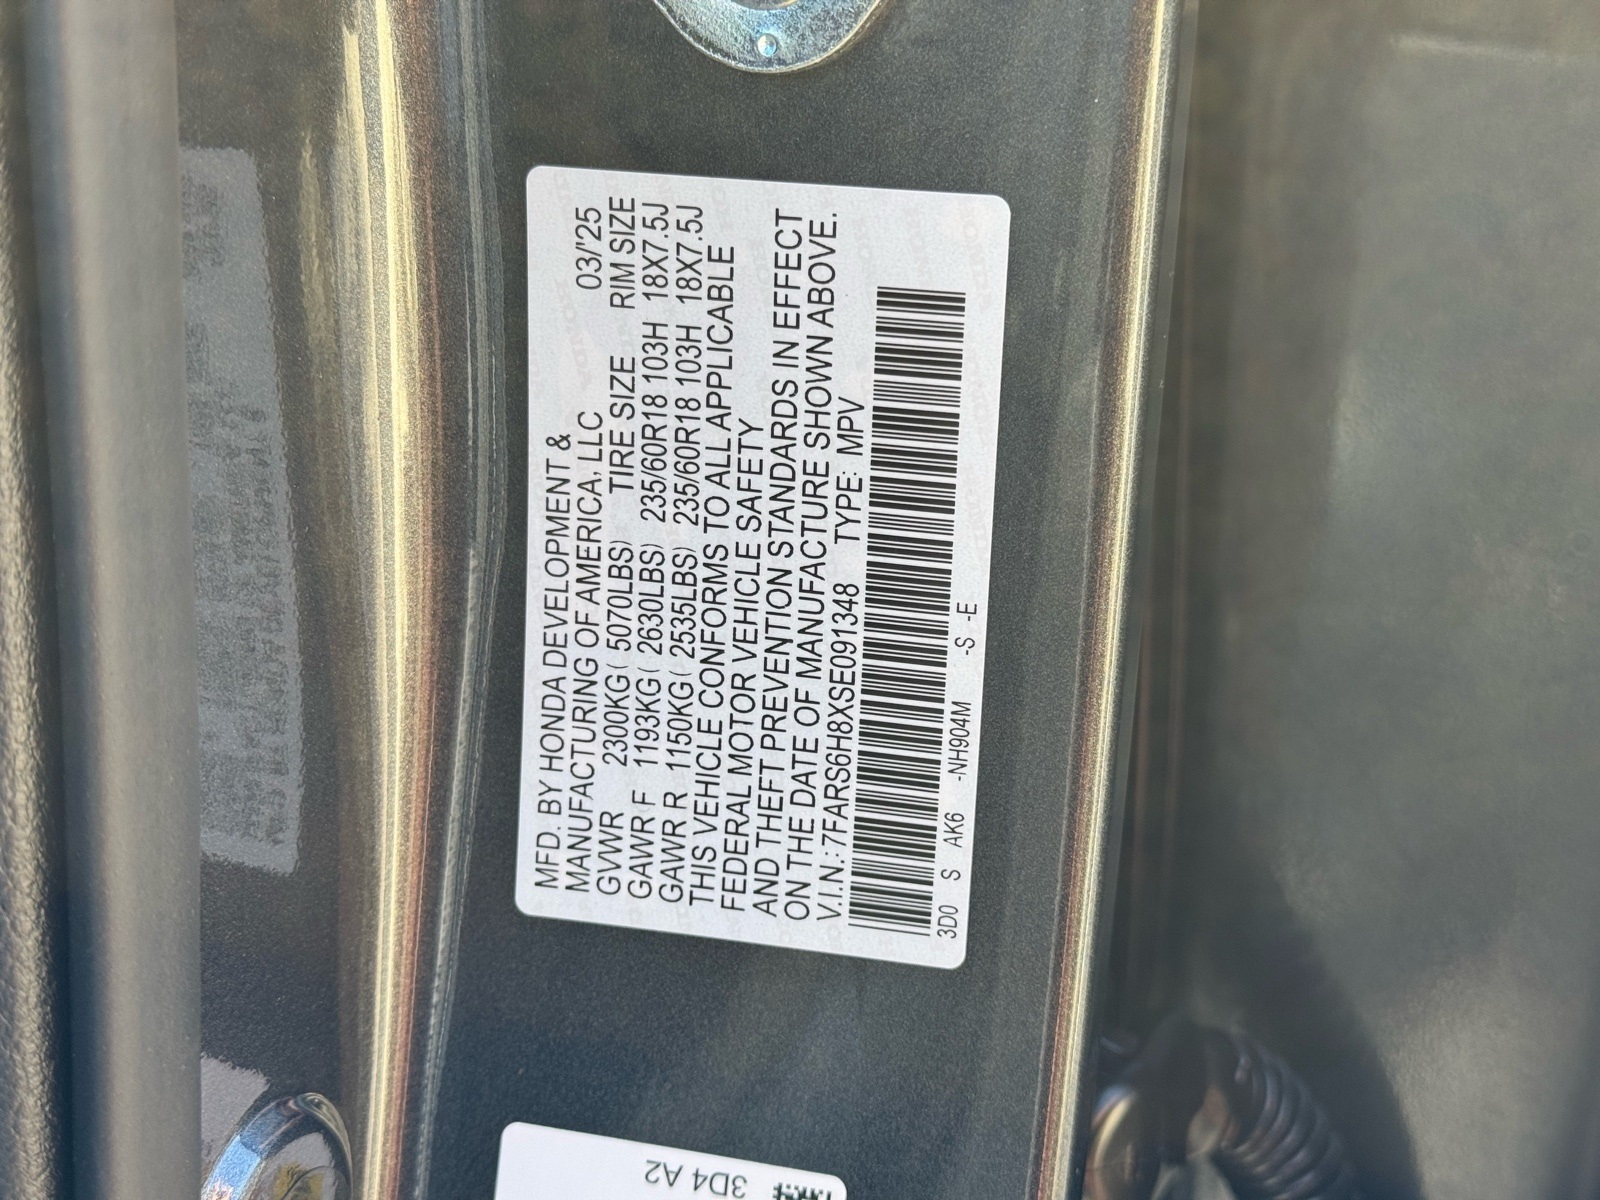 MFD. BY HONDA DEVELOPMENT &
MANUFACTURING OF AMERICA, LLC 03/'25
GVWR 2300KG( 5070LBS) TIRE SIZE RIM SIZE
GAWR F 1193KG( 2630LBS) 235/60R18 103H 18X7.5J
GAWR R 1150KG( 2535LBS) 235/60R18 103H 18X7.5J
THIS VEHICLE CONFORMS TO ALL APPLICABLE
FEDERAL MOTOR VEHICLE SAFETY
AND THEFT PREVENTION STANDARDS IN EFFECT
ON THE DATE OF MANUFACTURE SHOWN ABOVE.
V.I.N.: 7FARS6H8XSE091348 TYPE: MPV
3D0 S AK6 -NH904M -S -E
3D4 A2